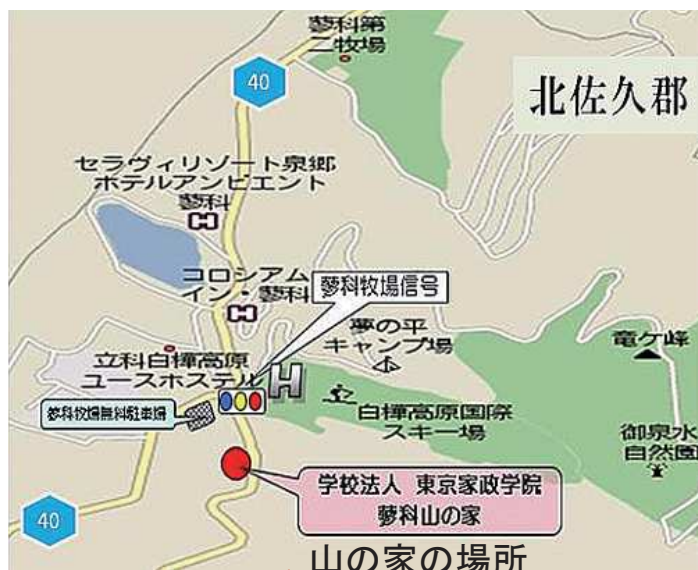 蓼科第
二牧場
40
北佐久郡
セラヴィリゾート泉郷
ホテルアンビエント
蓼科
H
コロシアム
イン・蓼科
H
蓼科牧場信号
夢の平
キャンプ場
竜ケ峰
立科白樺高原
ユースホステル
H
蓼科牧場無料駐車場
白樺高原国際
スキー場
御泉水
自然園
学校法人 東京家政学院
蓼科山の家
40
山の家の場所